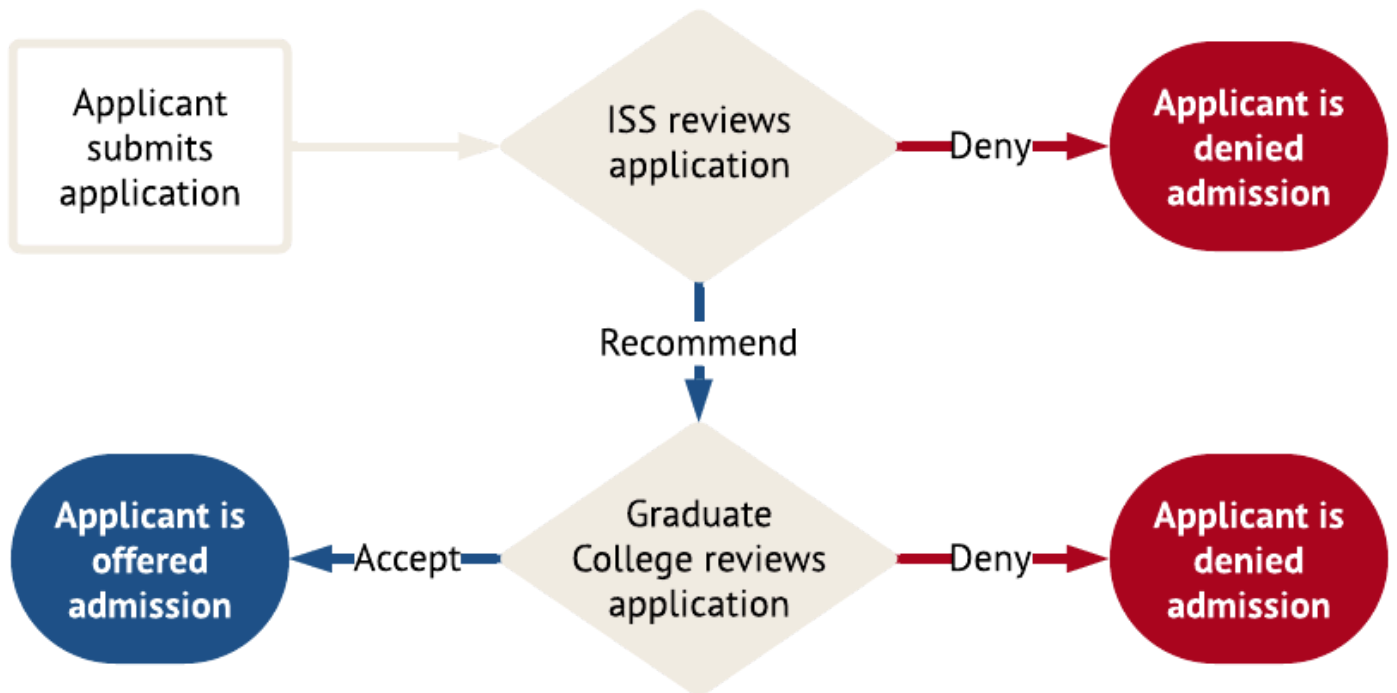 Applicant
submits
application
ISS reviews
application
Deny
Applicant is
denied
admission
Recommend
Graduate
College reviews
application
Accept
Applicant is
offered
admission
Deny
Applicant is
denied
admission